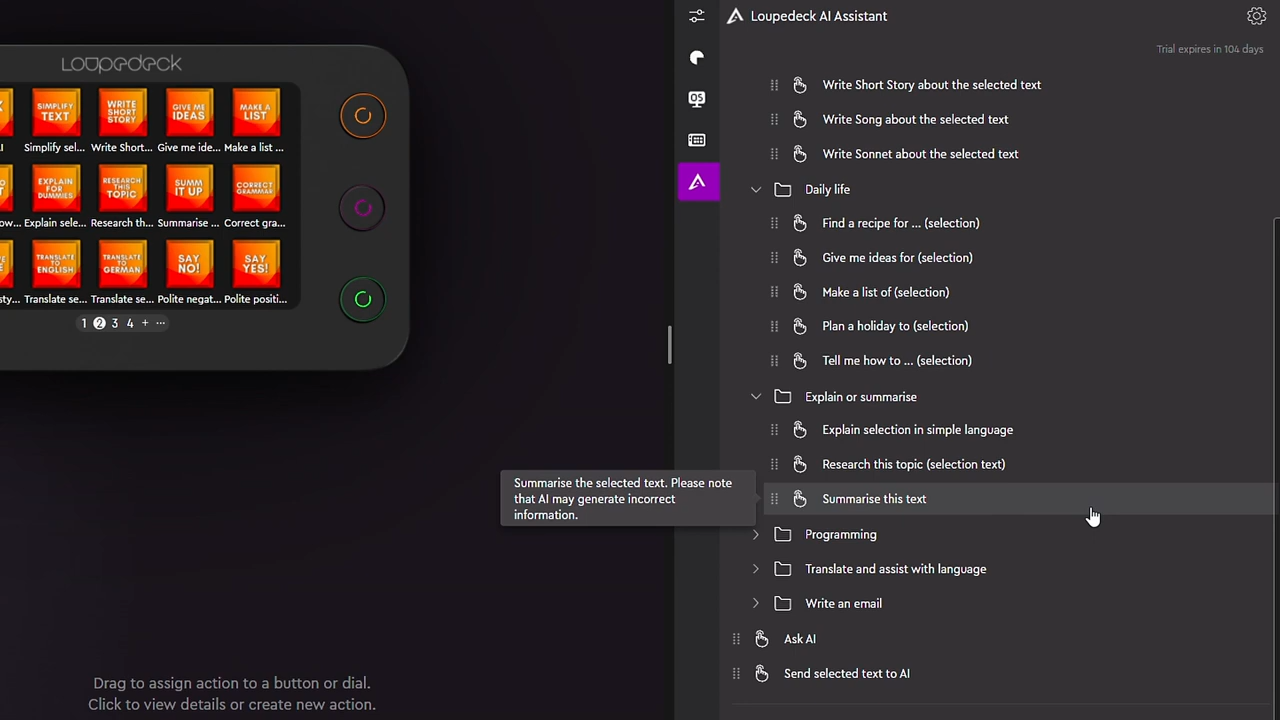 Loupedeck AI Assistant
Trial expires in 104 days
loupedeck
SIMPLIFY
TEXT
WRITE
SHORT
STORY
GIVE ME
IDEAS
MAKE A
LIST
Simplify sel...
Write Short...
Give me ide...
Make a list ...
EXPLAIN
FOR
DUMMIES
RESEARCH
THIS
TOPIC
SUMM
IT UP
CORRECT
GRAMMAR
Explain sele...
Research th...
Summarise ...
Correct gra...
TRANSLATE
TO
ENGLISH
TRANSLATE
TO
GERMAN
SAY
NO!
SAY
YES!
Translate se...
Translate se...
Polite negat...
Polite positi...
1 2 3 4 + ...
OS
Write Short Story about the selected text
Write Song about the selected text
Write Sonnet about the selected text
Daily life
Find a recipe for ... (selection)
Give me ideas for (selection)
Make a list of (selection)
Plan a holiday to (selection)
Tell me how to ... (selection)
Explain or summarise
Explain selection in simple language
Research this topic (selection text)
Summarise this text
Summarise the selected text. Please note
that AI may generate incorrect
information.
Programming
Translate and assist with language
Write an email
Ask AI
Send selected text to AI
Drag to assign action to a button or dial.
Click to view details or create new action.